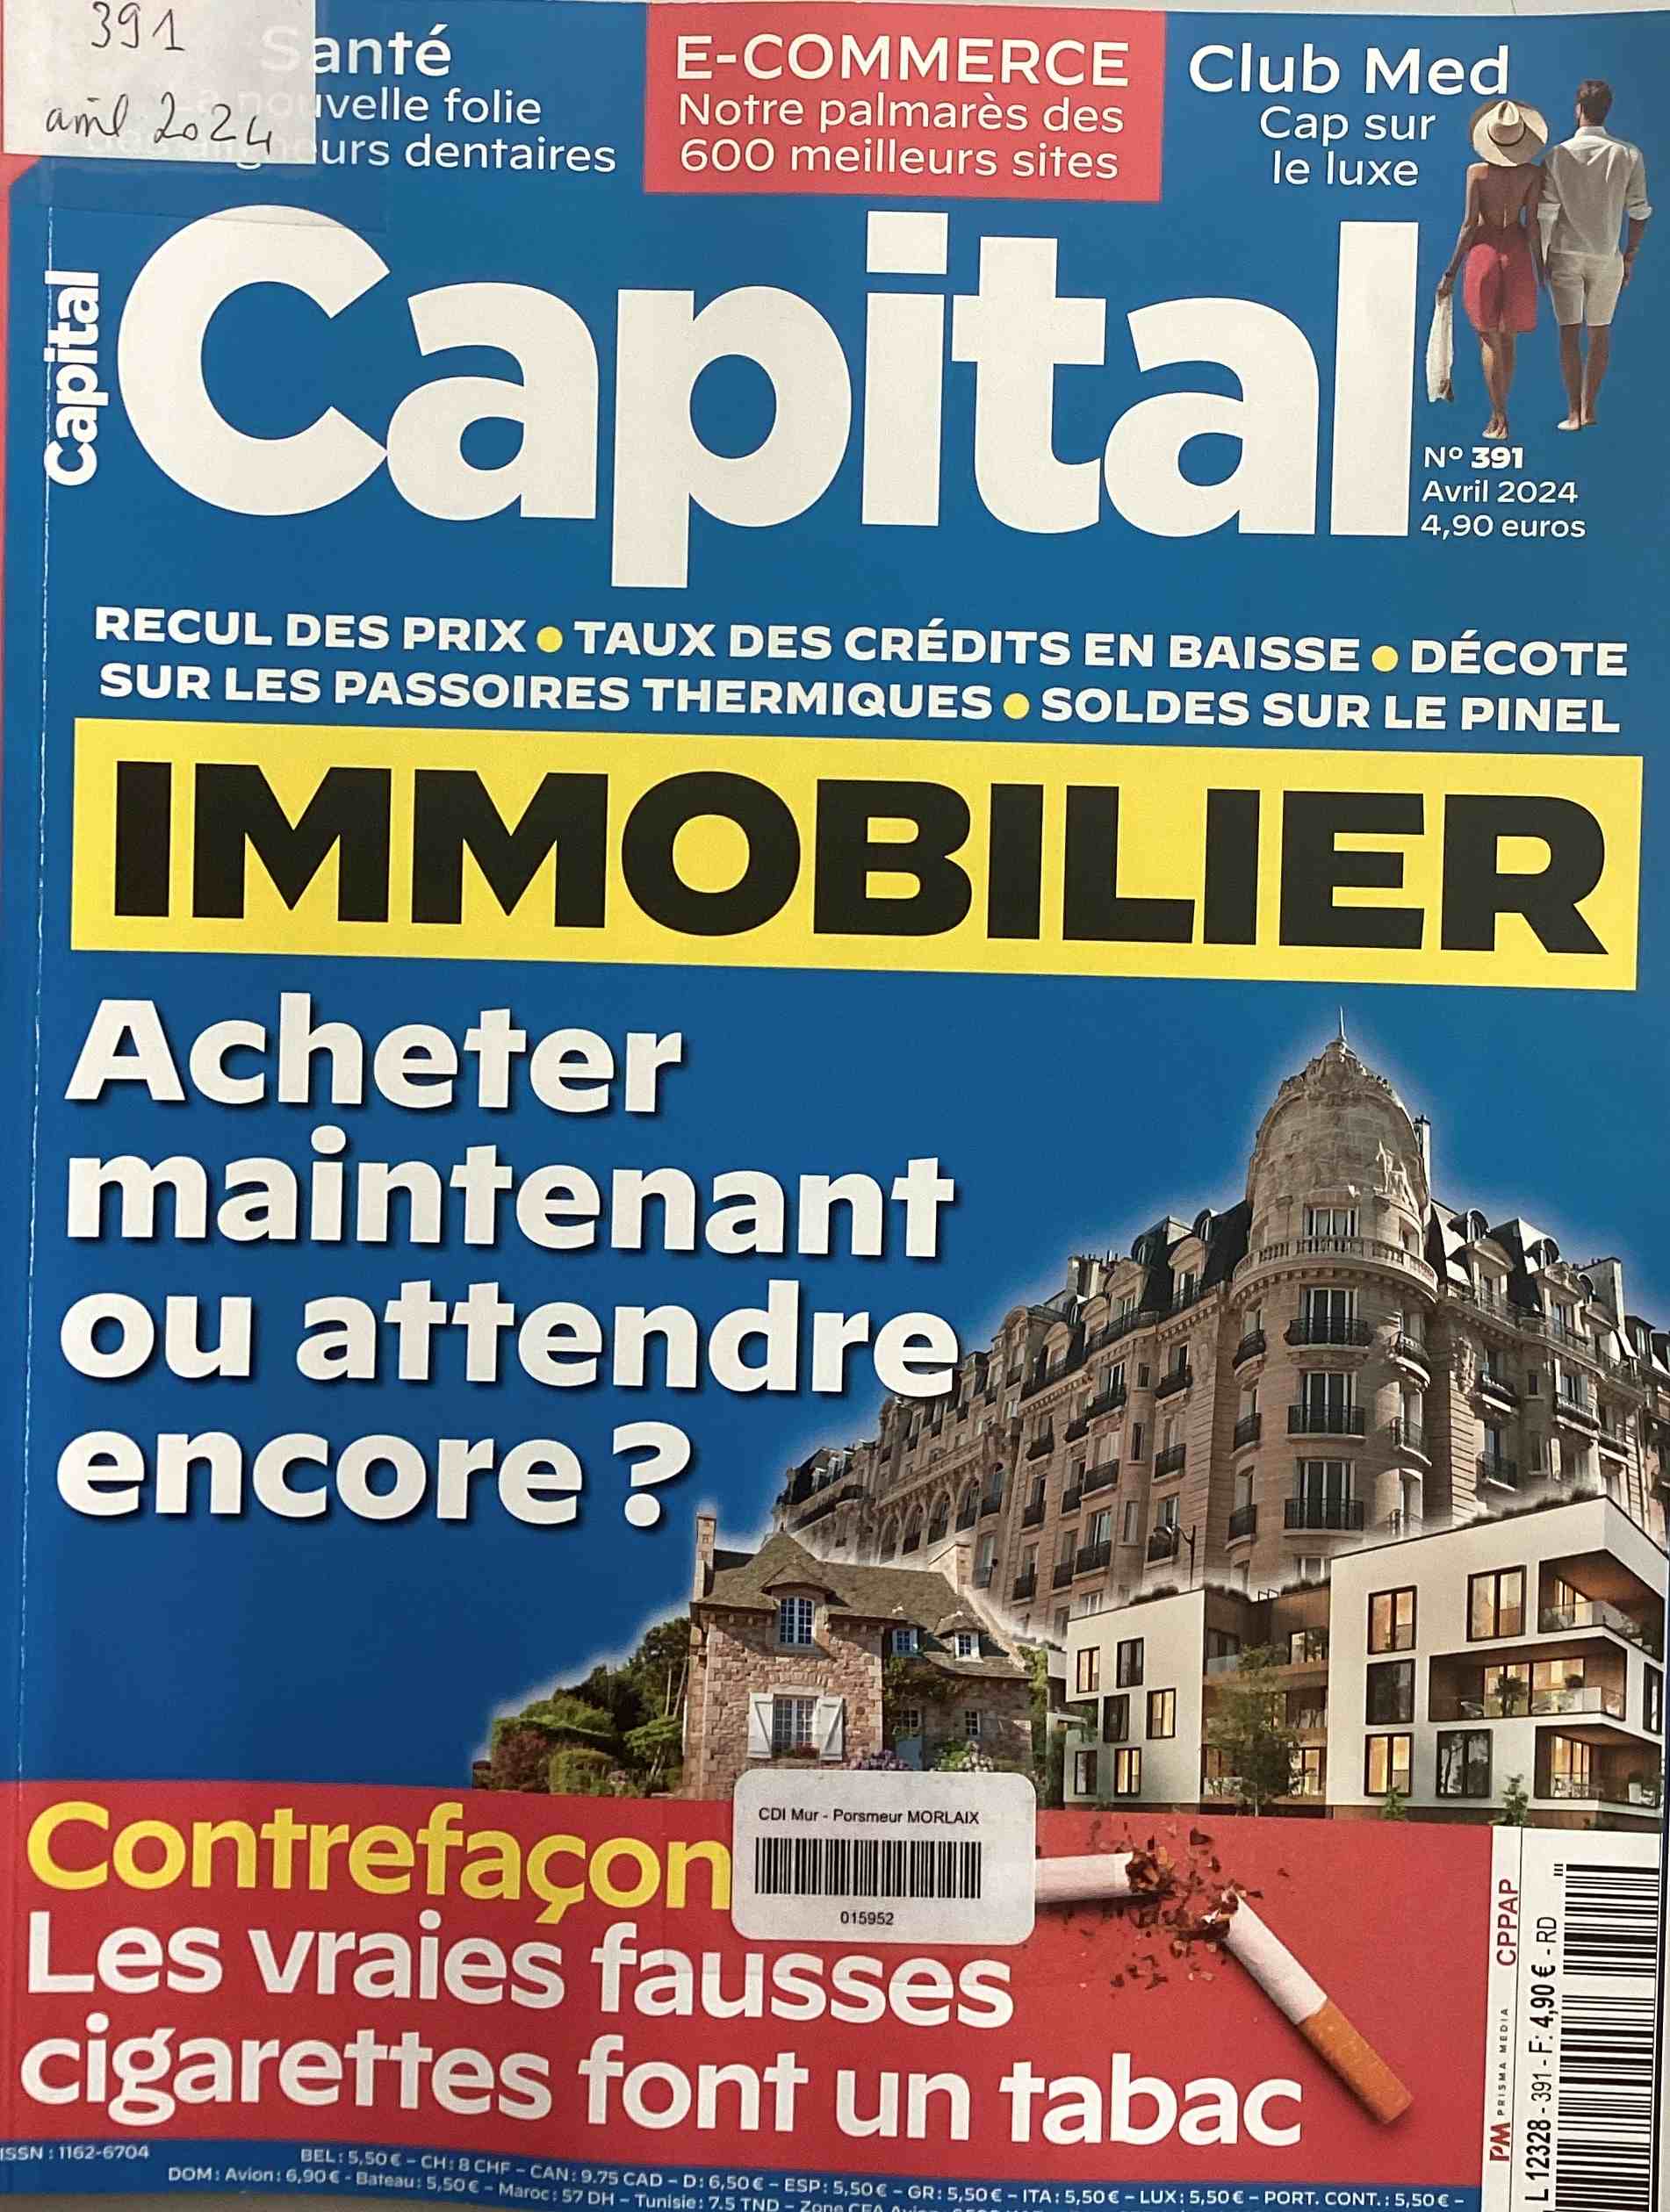 391
avril 2024
Santé
La nouvelle folie
des aligneurs dentaires
E-COMMERCE
Notre palmarès des
600 meilleurs sites
Club Med
Cap sur
le luxe
Capital
Capital
Nº 391
Avril 2024
4,90 euros
RECUL DES PRIX ● TAUX DES CRÉDITS EN BAISSE ● DÉCOTE
SUR LES PASSOIRES THERMIQUES ● SOLDES SUR LE PINEL
IMMOBILIER
Acheter
maintenant
ou attendre
encore ?
Contrefaçon
Les vraies fausses
cigarettes font un tabac
CDI Mur - Porsmeur MORLAIX
015952
PM PRISMA MEDIA CPPAP
L 12328 - 391 - F: 4,90 € - RD
ISSN : 1162-6704
BEL : 5,50 € - CH : 8 CHF - CAN : 9.75 CAD - D : 6,50 € - ESP : 5,50 € - GR : 5,50 € - ITA : 5,50 € - LUX : 5,50 € - PORT. CONT. : 5,50 € -
DOM : Avion : 6,90 € - Bateau : 5,50 € - Maroc : 57 DH - Tunisie : 7.5 TND - Zone CFA